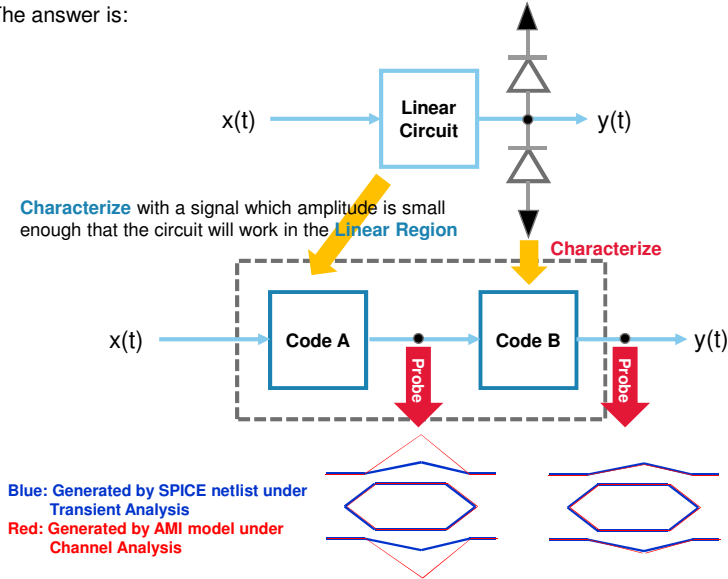 The answer is:
Linear
Circuit
x(t)
y(t)
Characterize with a signal which amplitude is small
enough that the circuit will work in the Linear Region
Characterize
x(t)
Code A
Code B
y(t)
Probe
Probe
Blue: Generated by SPICE netlist under
Transient Analysis
Red: Generated by AMI model under
Channel Analysis